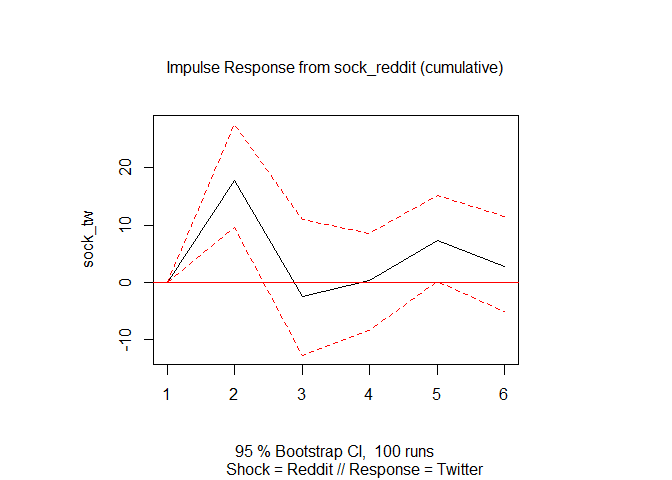 Impulse Response from sock_reddit (cumulative)
sock_tw
20
10
0
-10
1 2 3 4 5 6
95 % Bootstrap CI, 100 runs
Shock = Reddit // Response = Twitter